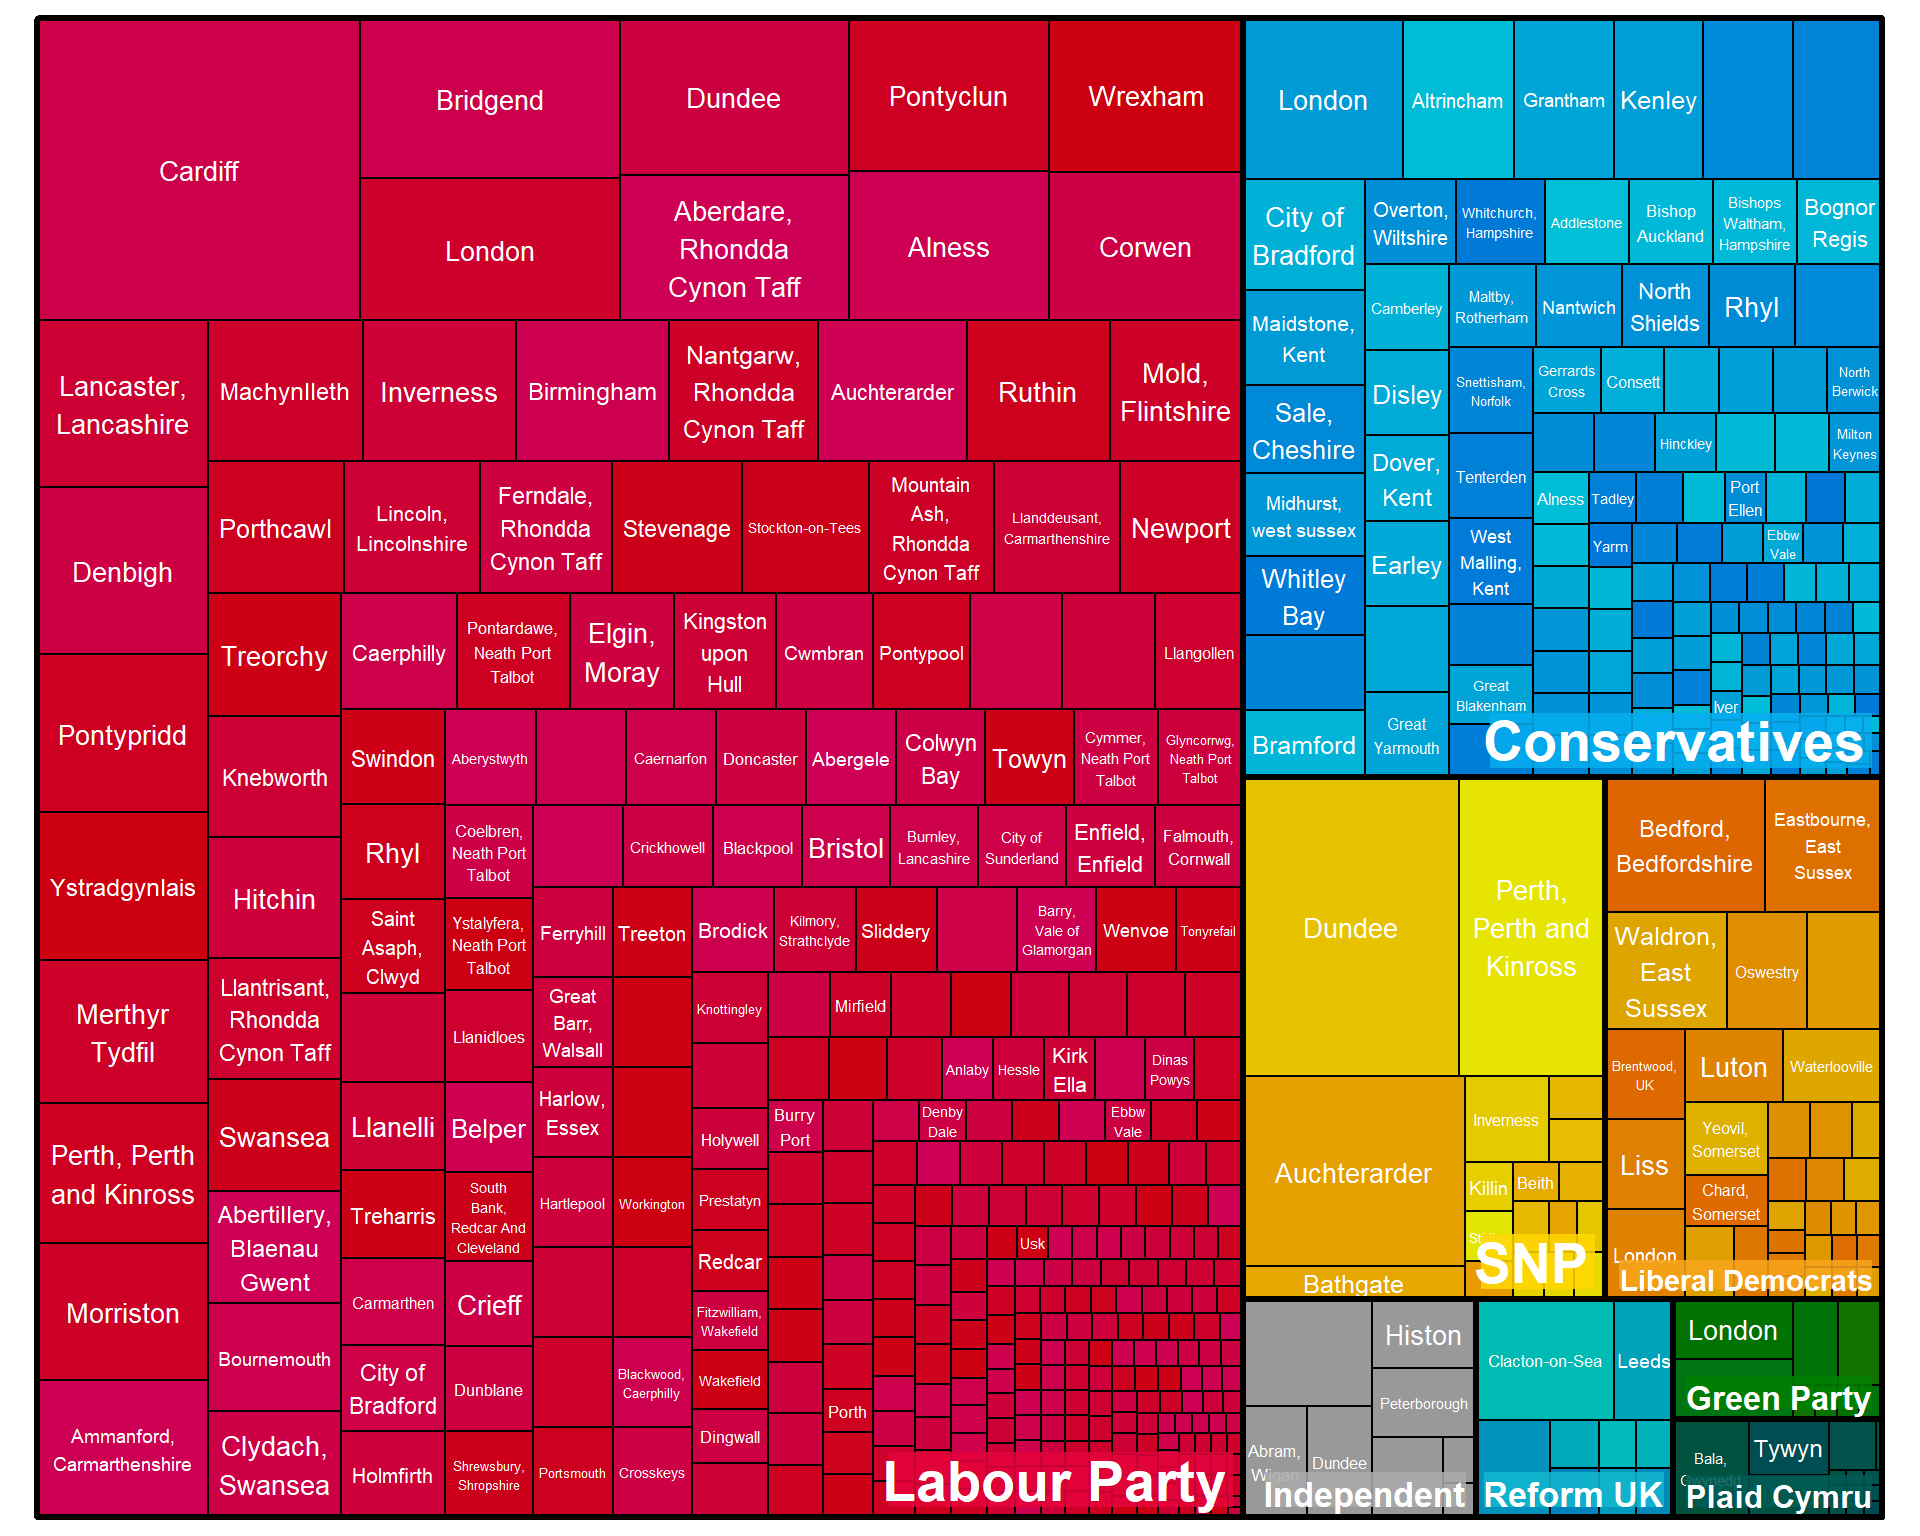 Cardiff
Bridgend
Dundee
Pontyclun
Wrexham
London
Aberdare,
Rhondda
Cynon Taff
Alness
Corwen
Lancaster,
Lancashire
Machynlleth
Inverness
Birmingham
Nantgarw,
Rhondda
Cynon Taff
Auchterarder
Ruthin
Mold,
Flintshire
Denbigh
Porthcawl
Lincoln,
Lincolnshire
Ferndale,
Rhondda
Cynon Taff
Stevenage
Stockton-on-Tees
Mountain
Ash,
Rhondda
Cynon Taff
Llanddeusant,
Carmarthenshire
Newport
Treorchy
Caerphilly
Pontardawe,
Neath Port
Talbot
Elgin,
Moray
Kingston
upon
Hull
Cwmbran
Pontypool
Llangollen
Pontypridd
Knebworth
Swindon
Aberystwyth
Caernarfon
Doncaster
Abergele
Colwyn
Bay
Towyn
Cymmer,
Neath Port
Talbot
Glyncorrwg,
Neath Port
Talbot
Ystradgynlais
Hitchin
Rhyl
Coelbren,
Neath Port
Talbot
Crickhowell
Blackpool
Bristol
Burnley,
Lancashire
City of
Sunderland
Enfield,
Enfield
Falmouth,
Cornwall
Saint
Asaph,
Clwyd
Ystalyfera,
Neath Port
Talbot
Ferryhill
Treeton
Brodick
Kilmory,
Strathclyde
Sliddery
Barry,
Vale of
Glamorgan
Wenvoe
Tonyrefail
Merthyr
Tydfil
Llantrisant,
Rhondda
Cynon Taff
Llanidloes
Great
Barr,
Walsall
Knottingley
Mirfield
Anlaby
Hessle
Kirk
Ella
Dinas
Powys
Perth, Perth
and Kinross
Swansea
Llanelli
Belper
Harlow,
Essex
Holywell
Burry
Port
Denby
Dale
Ebbw
Vale
Abertillery,
Blaenau
Gwent
Treharris
South
Bank,
Redcar And
Cleveland
Hartlepool
Workington
Prestatyn
Usk
Morriston
Bournemouth
Carmarthen
Crieff
Redcar
Fitzwilliam,
Wakefield
City of
Bradford
Dunblane
Blackwood,
Caerphilly
Wakefield
Porth
Ammanford,
Carmarthenshire
Clydach,
Swansea
Holmfirth
Shrewsbury,
Shropshire
Portsmouth
Crosskeys
Dingwall
Labour Party
London
Altrincham
Grantham
Kenley
City of
Bradford
Overton,
Wiltshire
Whitchurch,
Hampshire
Addlestone
Bishop
Auckland
Bishops
Waltham,
Hampshire
Bognor
Regis
Maidstone,
Kent
Camberley
Maltby,
Rotherham
Nantwich
North
Shields
Rhyl
Sale,
Cheshire
Disley
Snettisham,
Norfolk
Gerrards
Cross
Consett
North
Berwick
Midhurst,
west sussex
Dover,
Kent
Tenterden
Hinckley
Milton
Keynes
Alness
Tadley
Port
Ellen
Whitley
Bay
Earley
West
Malling,
Kent
Yarm
Ebbw
Vale
Bramford
Great
Yarmouth
Great
Blakenham
Iver
Conservatives
Dundee
Perth,
Perth and
Kinross
Auchterarder
Inverness
Killin
Beith
Bathgate
SNP
Bedford,
Bedfordshire
Eastbourne,
East
Sussex
Waldron,
East
Sussex
Oswestry
Brentwood,
UK
Luton
Waterlooville
Liss
Yeovil,
Somerset
Chard,
Somerset
London
Liberal Democrats
Histon
Peterborough
Abram,
Wigan
Dundee
Independent
Clacton-on-Sea
Leeds
Reform UK
London
Green Party
Bala,
Gwynedd
Tywyn
Plaid Cymru